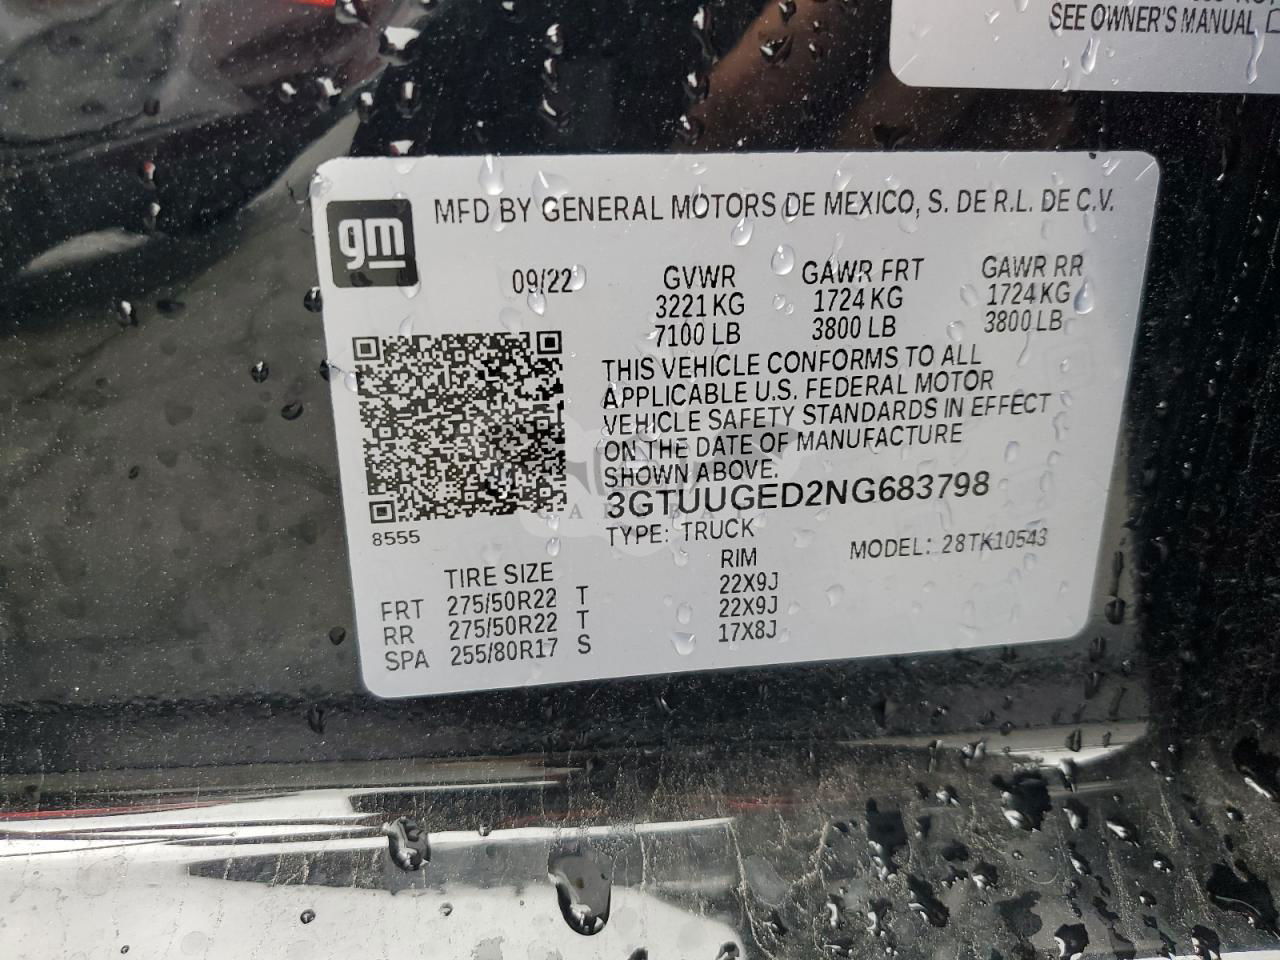 SEE OWNER'S MANUAL
gm
MFD BY GENERAL MOTORS DE MEXICO, S. DE R.L. DE C.V.
09/22 GVWR GAWR FRT GAWR RR
3221 KG 1724 KG 1724 KG
7100 LB 3800 LB 3800 LB
THIS VEHICLE CONFORMS TO ALL
APPLICABLE U.S. FEDERAL MOTOR
VEHICLE SAFETY STANDARDS IN EFFECT
ON THE DATE OF MANUFACTURE
SHOWN ABOVE.
3GTUUGED2NG683798
8555 TYPE: TRUCK MODEL: 28TK10543
TIRE SIZE RIM
FRT 275/50R22 T 22X9J
RR 275/50R22 T 22X9J
SPA 255/80R17 S 17X8J